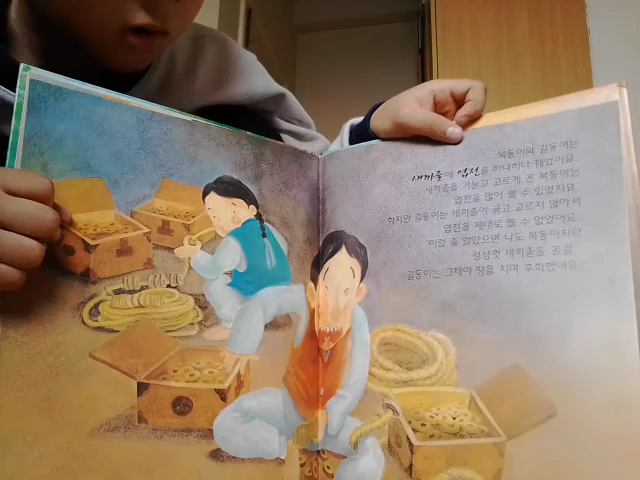 복동이와 길동이는
새끼줄에 엽전을 하나하나 꿰었어요.
새끼줄을 가늘고 고르게 꼰 복동이는
엽전을 많이 꿸 수 있었지요.
하지만 길동이는 새끼줄이 굵고 고르지 않아서
엽전을 제대로 꿸 수 없었어요.
'이럴 줄 알았으면 나도 복동이처럼
정성껏 새끼줄을 꼴걸.'
길동이는 그제야 땅을 치며 후회했어요.